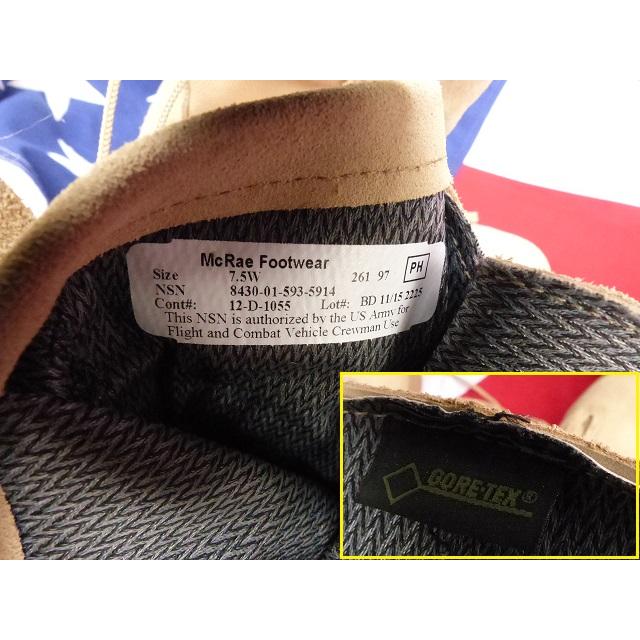 McRae Footwear
Size 7.5W 261 97 PH
NSN 8430-01-593-5914
Cont#: 12-D-1055 Lot#: BD 11/15 2225
This NSN is authorized by the US Army for
Flight and Combat Vehicle Crewman Use
GORE-TEX®